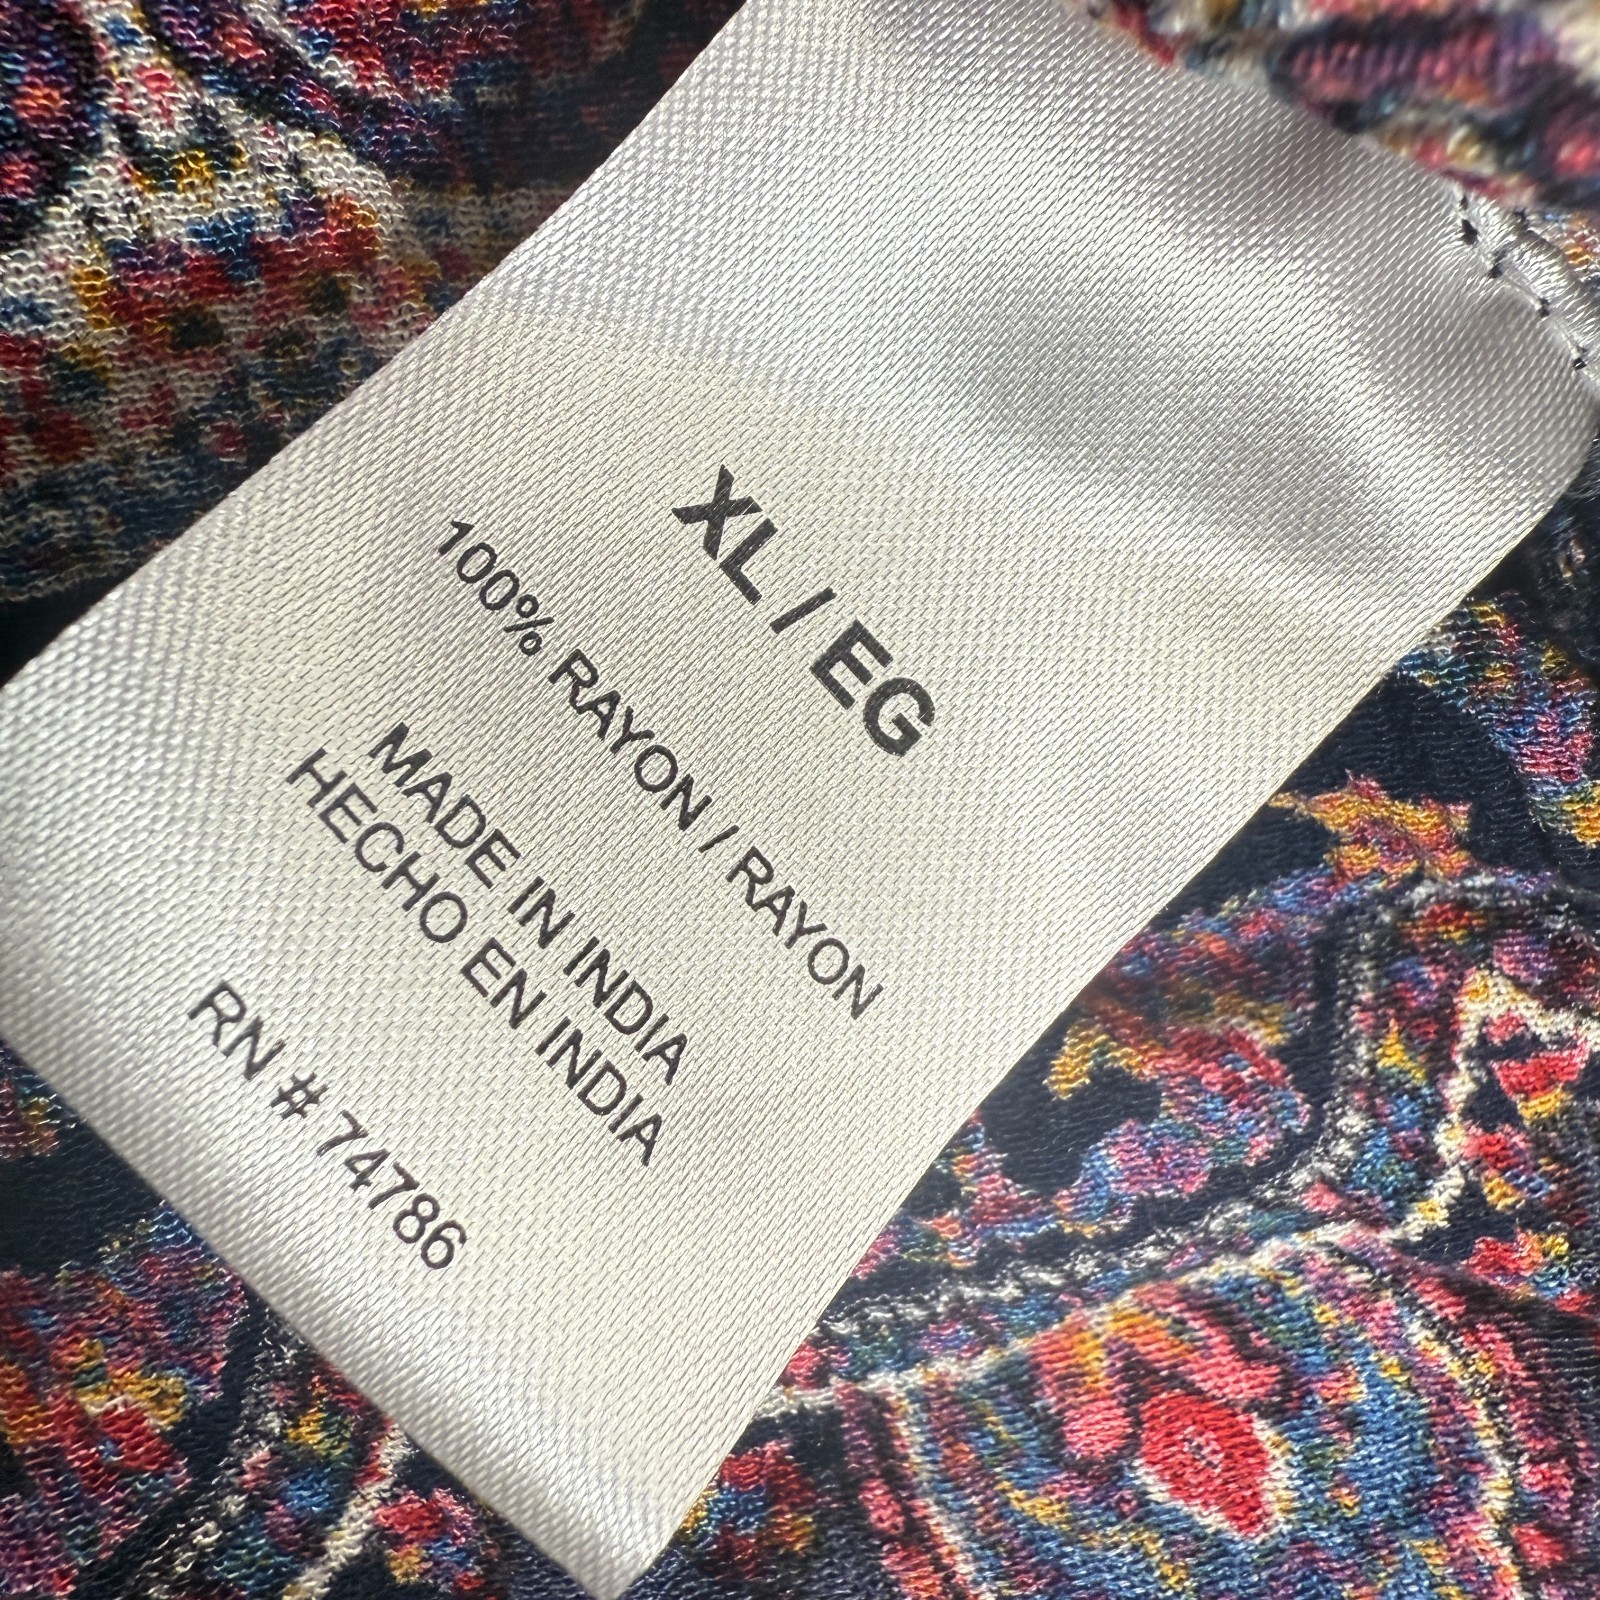 XL / EG
100% RAYON / RAYON
MADE IN INDIA
HECHO EN INDIA
RN # 74786